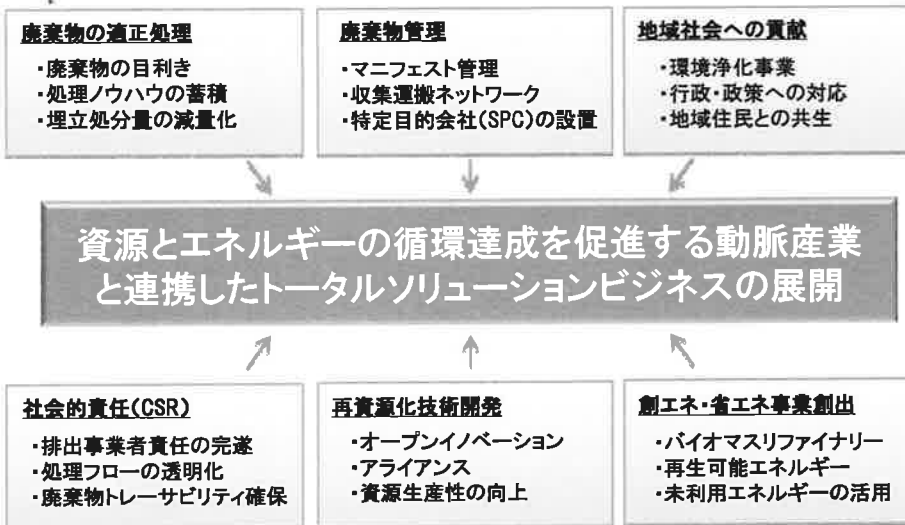 廃棄物の適正処理
・廃棄物の目利き
・処理ノウハウの蓄積
・埋立処分量の減量化
廃棄物管理
・マニフェスト管理
・収集運搬ネットワーク
・特定目的会社(SPC)の設置
地域社会への貢献
・環境浄化事業
・行政・政策への対応
・地域住民との共生
資源とエネルギーの循環達成を促進する動脈産業
と連携したトータルソリューションビジネスの展開
社会的責任(CSR)
・排出事業者責任の完遂
・処理フローの透明化
・廃棄物トレーサビリティ確保
再資源化技術開発
・オープンイノベーション
・アライアンス
・資源生産性の向上
創エネ・省エネ事業創出
・バイオマスリファイナリー
・再生可能エネルギー
・未利用エネルギーの活用